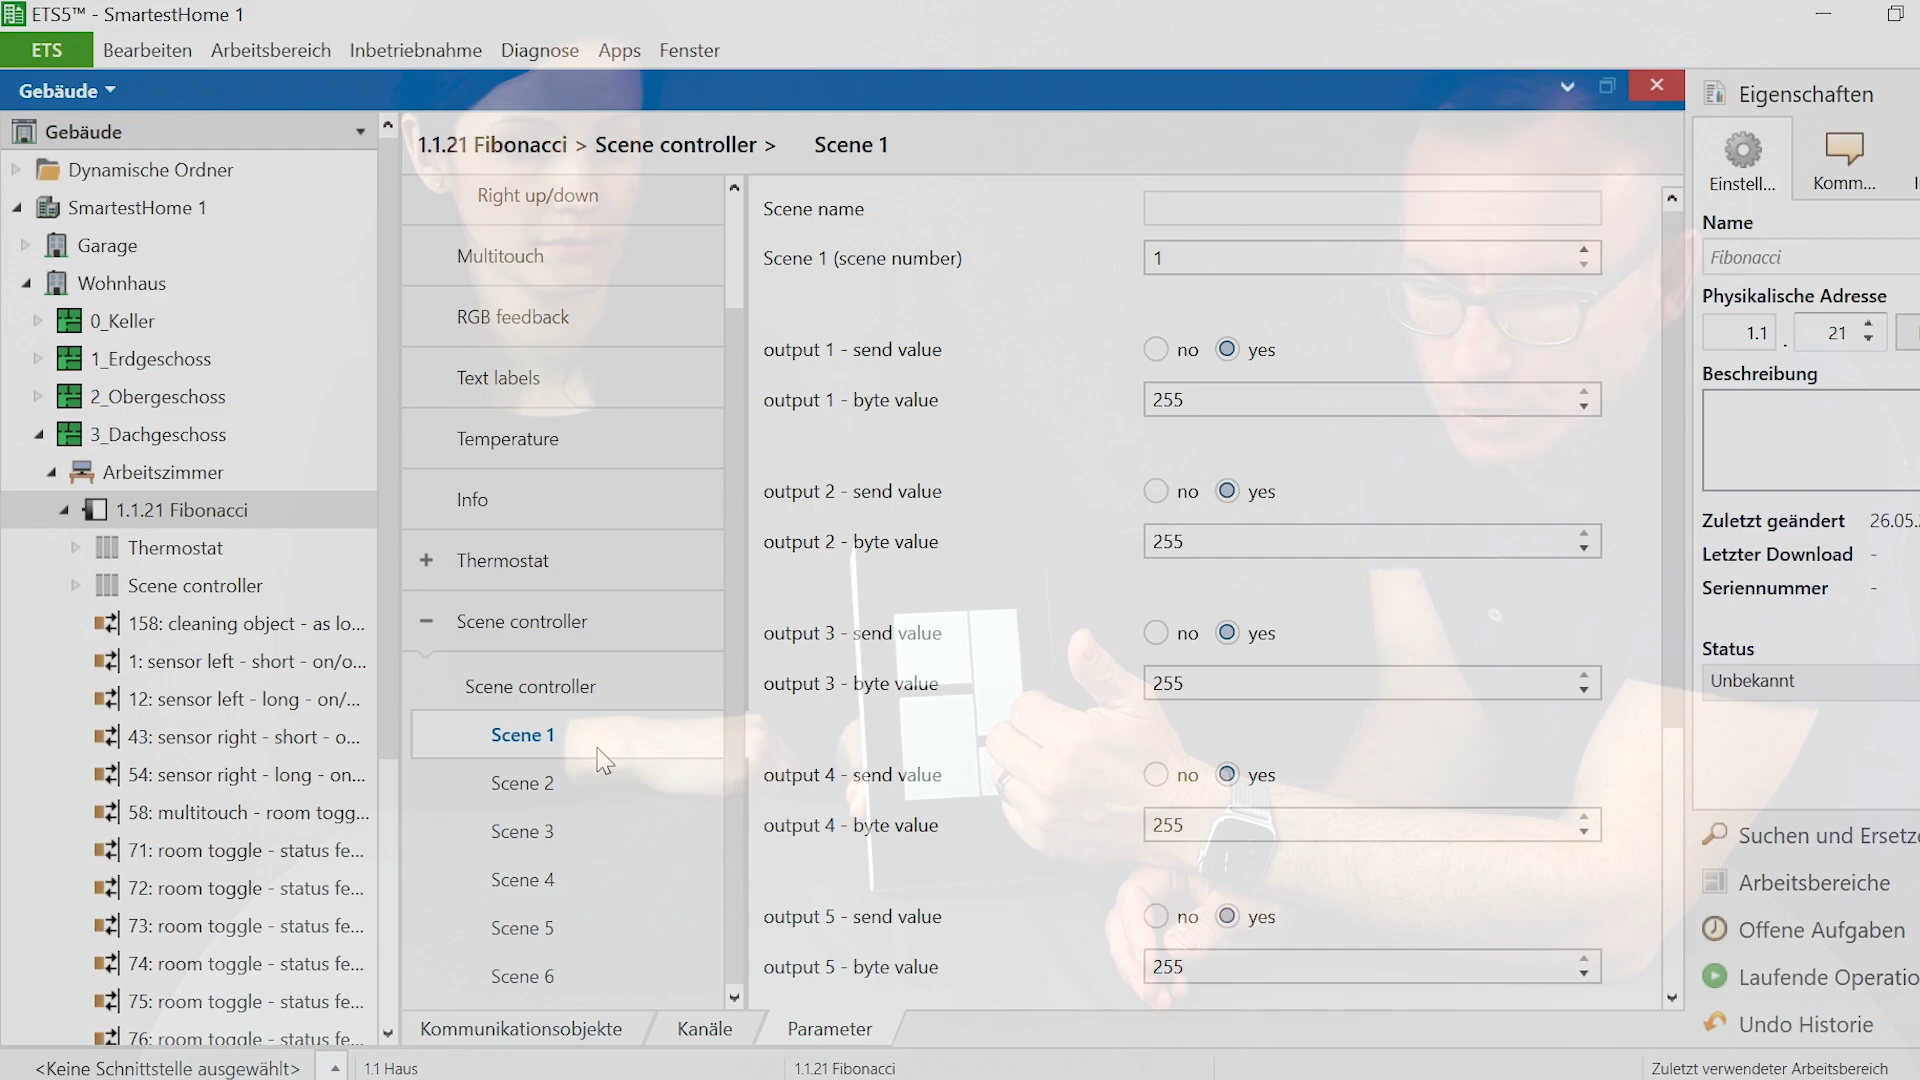 ETS5™ - SmartestHome 1
ETS Bearbeiten Arbeitsbereich Inbetriebnahme Diagnose Apps Fenster
Gebäude
Gebäude
Dynamische Ordner
SmartestHome 1
Garage
Wohnhaus
0_Keller
1_Erdgeschoss
2_Obergeschoss
3_Dachgeschoss
Arbeitszimmer
1.1.21 Fibonacci
Thermostat
Scene controller
158: cleaning object - as lo...
1: sensor left - short - on/o...
12: sensor left - long - on/...
43: sensor right - short - o...
54: sensor right - long - on...
58: multitouch - room togg...
71: room toggle - status fe...
72: room toggle - status fe...
73: room toggle - status fe...
74: room toggle - status fe...
75: room toggle - status fe...
76: room toggle - status fe...
1.1.21 Fibonacci > Scene controller > Scene 1
Right up/down
Multitouch
RGB feedback
Text labels
Temperature
Info
+ Thermostat
− Scene controller
Scene controller
Scene 1
Scene 2
Scene 3
Scene 4
Scene 5
Scene 6
Scene name
Scene 1 (scene number) 1
output 1 - send value no yes
output 1 - byte value 255
output 2 - send value no yes
output 2 - byte value 255
output 3 - send value no yes
output 3 - byte value 255
output 4 - send value no yes
output 4 - byte value 255
output 5 - send value no yes
output 5 - byte value 255
Kommunikationsobjekte Kanäle Parameter
Eigenschaften
Einstell... Komm...
Name
Fibonacci
Physikalische Adresse
1.1 . 21
Beschreibung
Zuletzt geändert 26.05.
Letzter Download -
Seriennummer -
Status
Unbekannt
Suchen und Ersetze
Arbeitsbereiche
Offene Aufgaben
Laufende Operatio
Undo Historie
<Keine Schnittstelle ausgewählt> 1.1 Haus 1.1.21 Fibonacci Zuletzt verwendeter Arbeitsbereich